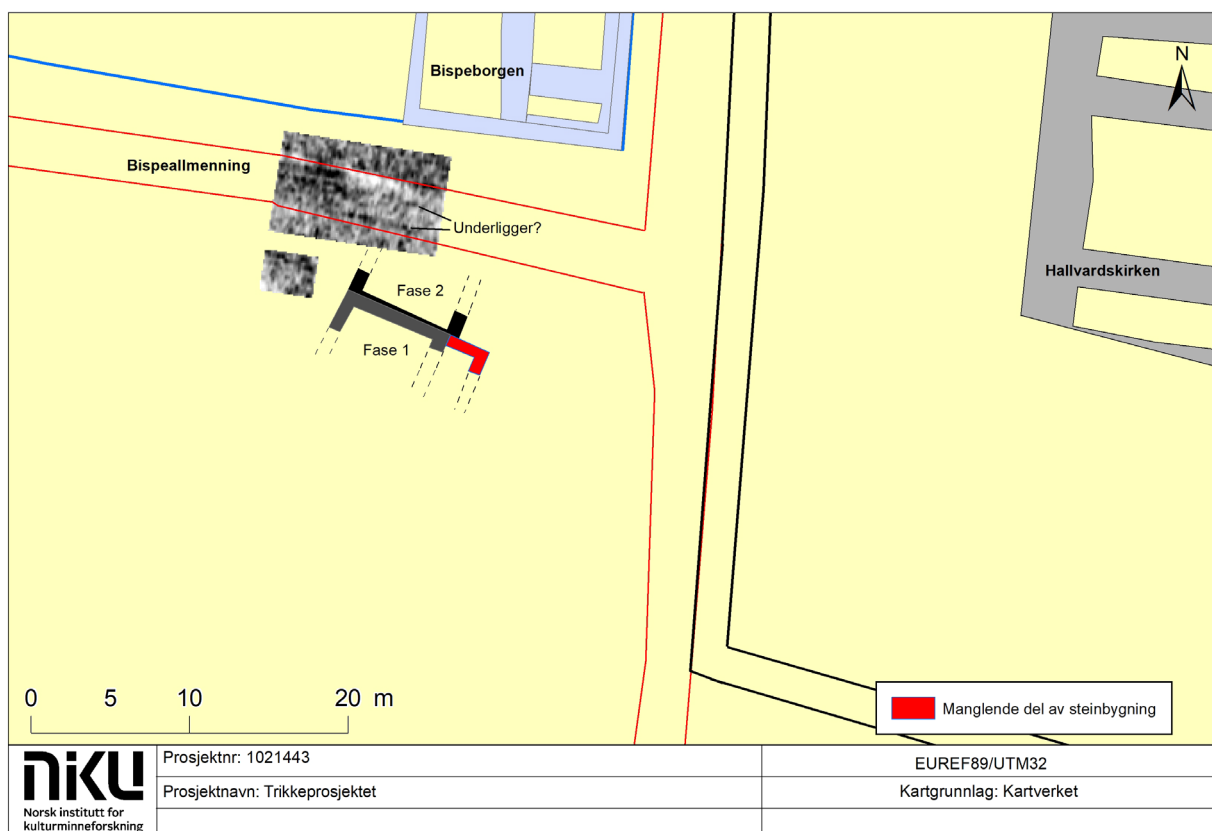 N
Bispeborgen
Bispeallmenning
Underligger?
Hallvardskirken
Fase 2
Fase 1
0 5 10 20 m
Manglende del av steinbygning
niku
Norsk institutt for
kulturminneforskning
Prosjektnr: 1021443
Prosjektnavn: Trikkeprosjektet
EUREF89/UTM32
Kartgrunnlag: Kartverket